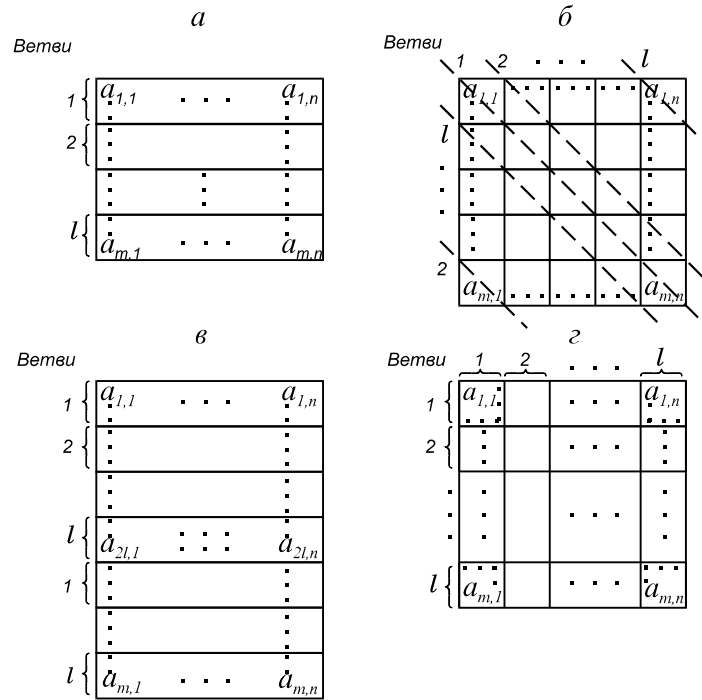 а
Ветви
1
a1,1 . . . a1,n
2
l
am,1 . . . am,n
б
Ветви
1 2 . . . l
a1,1 a1,n
l
2
am,1 am,n
в
Ветви
1
a1,1 . . . a1,n
2
l
a2l,1 . . . a2l,n
1
l
am,1 . . . am,n
г
Ветви
1 2 . . . l
1
a1,1 a1,n
2
l
am,1 . . . am,n